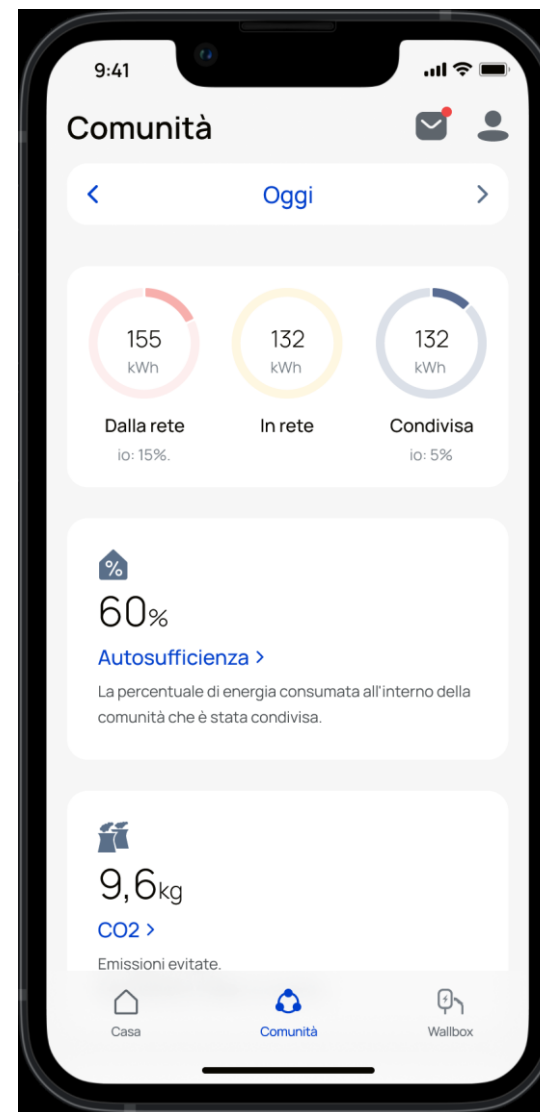 9:41
Comunità
Oggi
155
kWh
132
kWh
132
kWh
Dalla rete
In rete
Condivisa
io: 15%.
io: 5%
%
60%
Autosufficienza >
La percentuale di energia consumata all'interno della
comunità che è stata condivisa.
9,6kg
CO2 >
Emissioni evitate.
Casa
Comunità
Wallbox